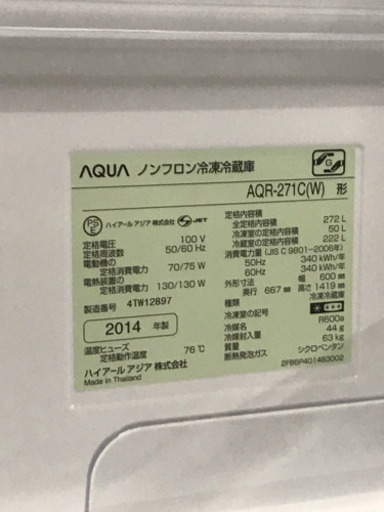 AQUA ノンフロン冷凍冷蔵庫
AQR-271C(W) 形
PS E ハイアール アジア 株式会社 S-JET
定格電圧 100 V
定格周波数 50/60 Hz
電動機の定格消費電力 70/75 W
電熱装置の定格消費電力 130/130 W
製造番号 4TW12897
2014 年製
温度ヒューズ
定格動作温度 76℃
ハイアール アジア 株式会社
Made in Thailand
定格内容積
全定格内容積 272 L
冷凍室の定格内容積 50 L
冷蔵室の定格内容積 222 L
消費電力量 (JIS C 9801-2006年)
50Hz 340 kWh/年
60Hz 340 kWh/年
外形寸法 幅 600 mm
奥行 667 mm 高さ 1419 mm
種類 冷凍冷蔵庫
冷凍室の記号
冷媒 R600a
冷媒封入量 44 g
質量 63 kg
断熱発泡ガス シクロペンタン
2FB6P401483002